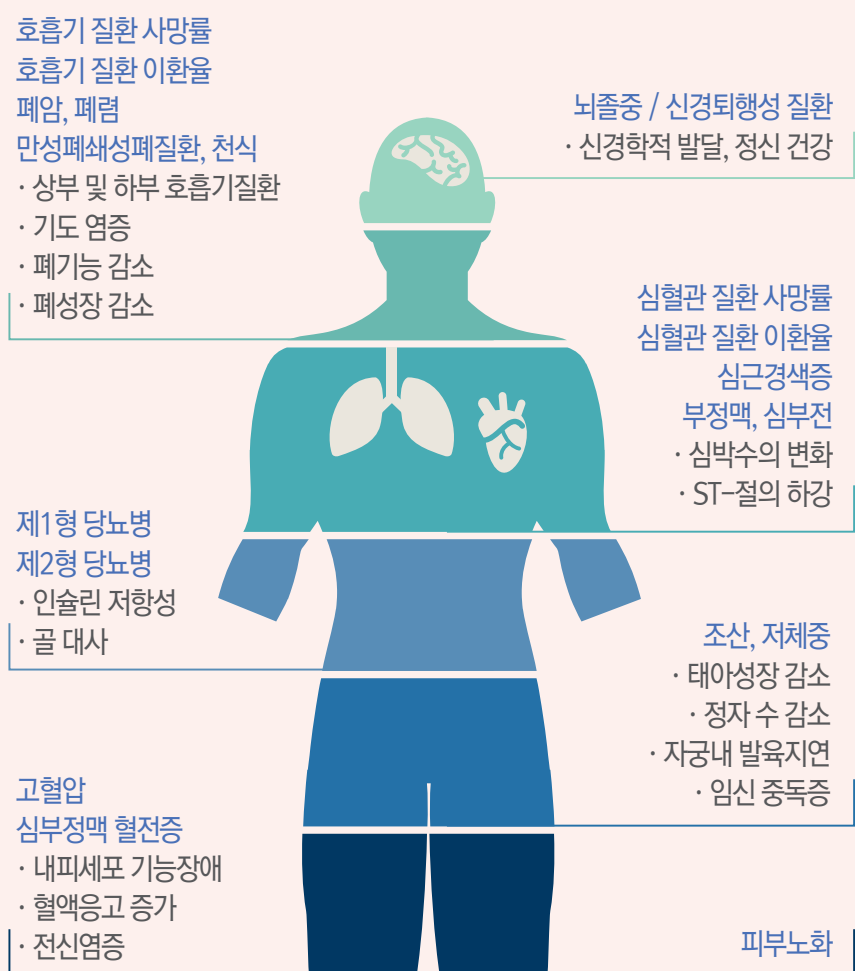 호흡기 질환 사망률
호흡기 질환 이환율
폐암, 폐렴
만성폐쇄성폐질환, 천식
· 상부 및 하부 호흡기질환
· 기도 염증
· 폐기능 감소
· 폐성장 감소
뇌졸중 / 신경퇴행성 질환
· 신경학적 발달, 정신 건강
심혈관 질환 사망률
심혈관 질환 이환율
심근경색증
부정맥, 심부전
· 심박수의 변화
· ST-절의 하강
제1형 당뇨병
제2형 당뇨병
· 인슐린 저항성
· 골 대사
조산, 저체중
· 태아성장 감소
· 정자 수 감소
· 자궁내 발육지연
· 임신 중독증
고혈압
심부정맥 혈전증
· 내피세포 기능장애
· 혈액응고 증가
· 전신염증
피부노화